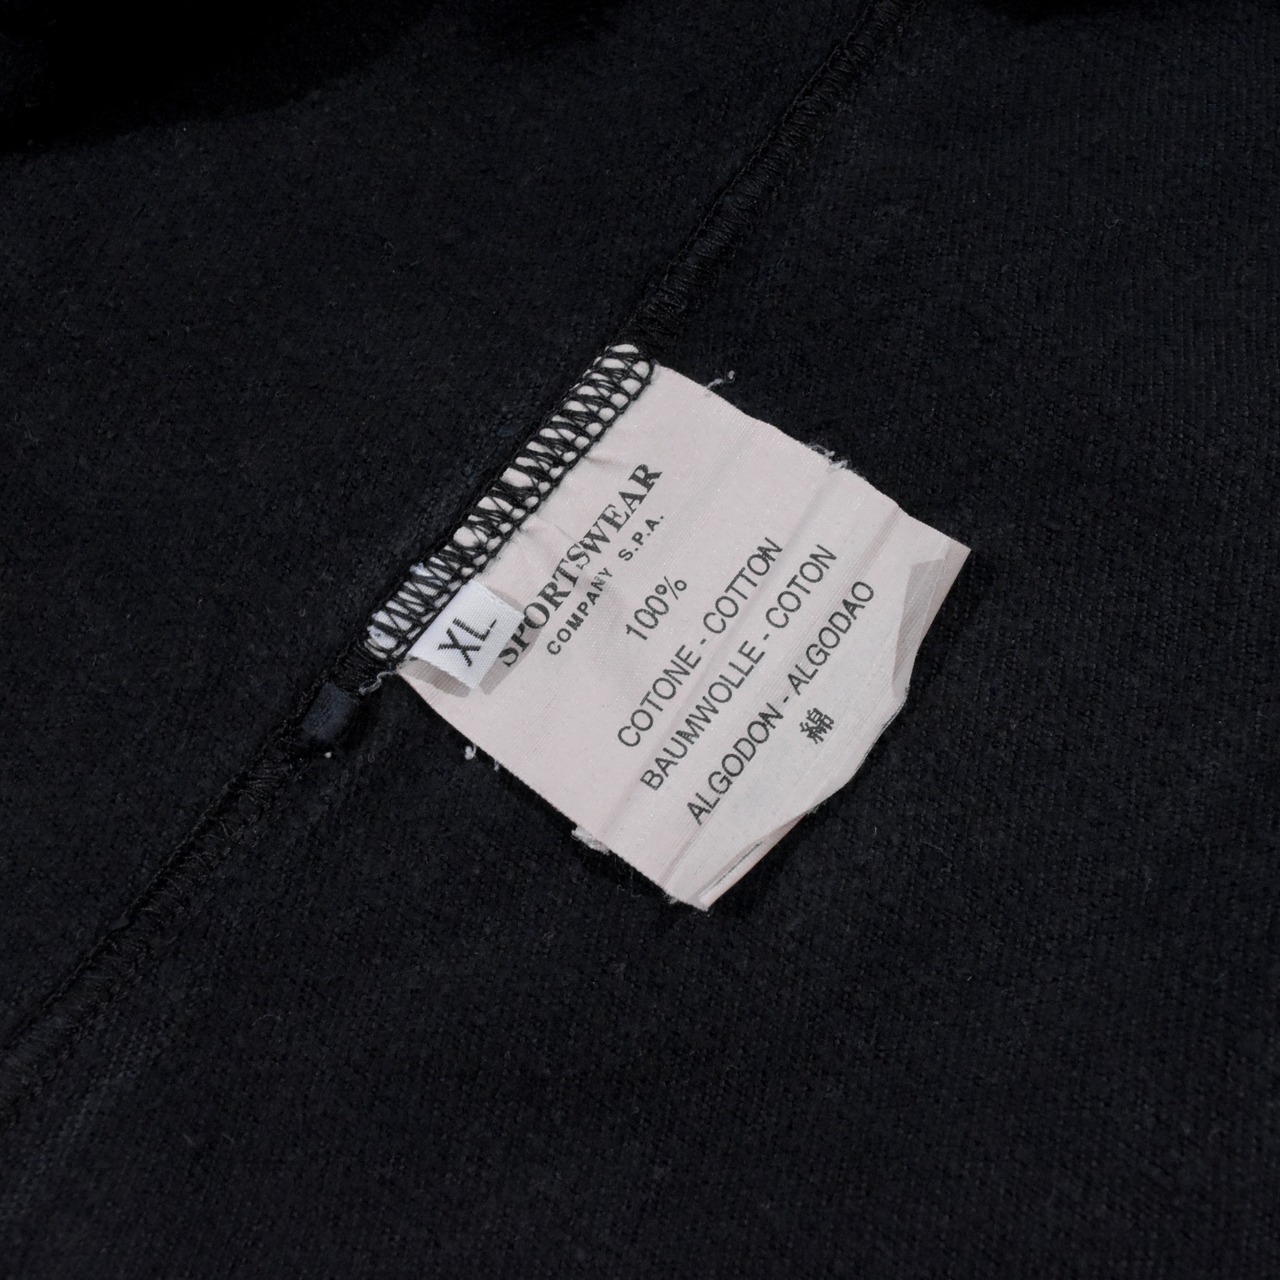 XL
SPORTSWEAR
COMPANY S.P.A.
100%
COTONE - COTTON
BAUMWOLLE - COTON
ALGODON - ALGODAO
綿